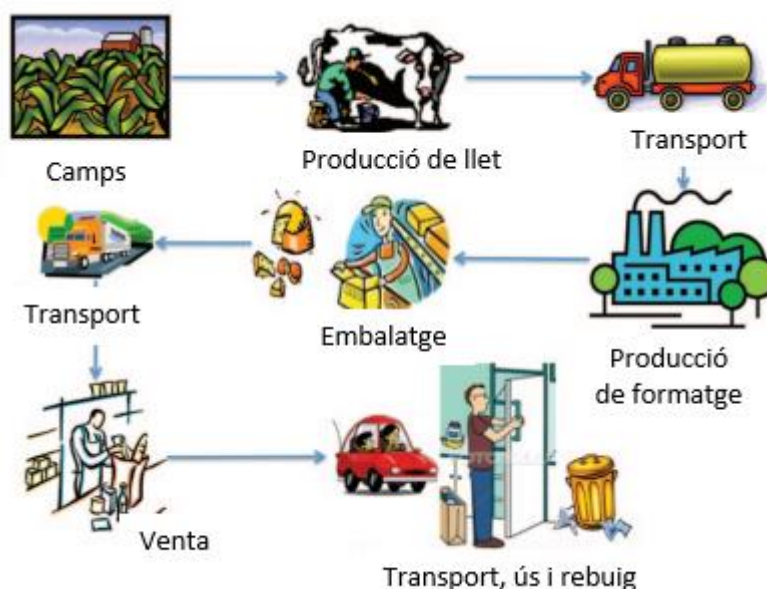 Camps
Producció de llet
Transport
Transport
Embalatge
Producció
de formatge
Venta
Transport, ús i rebuig